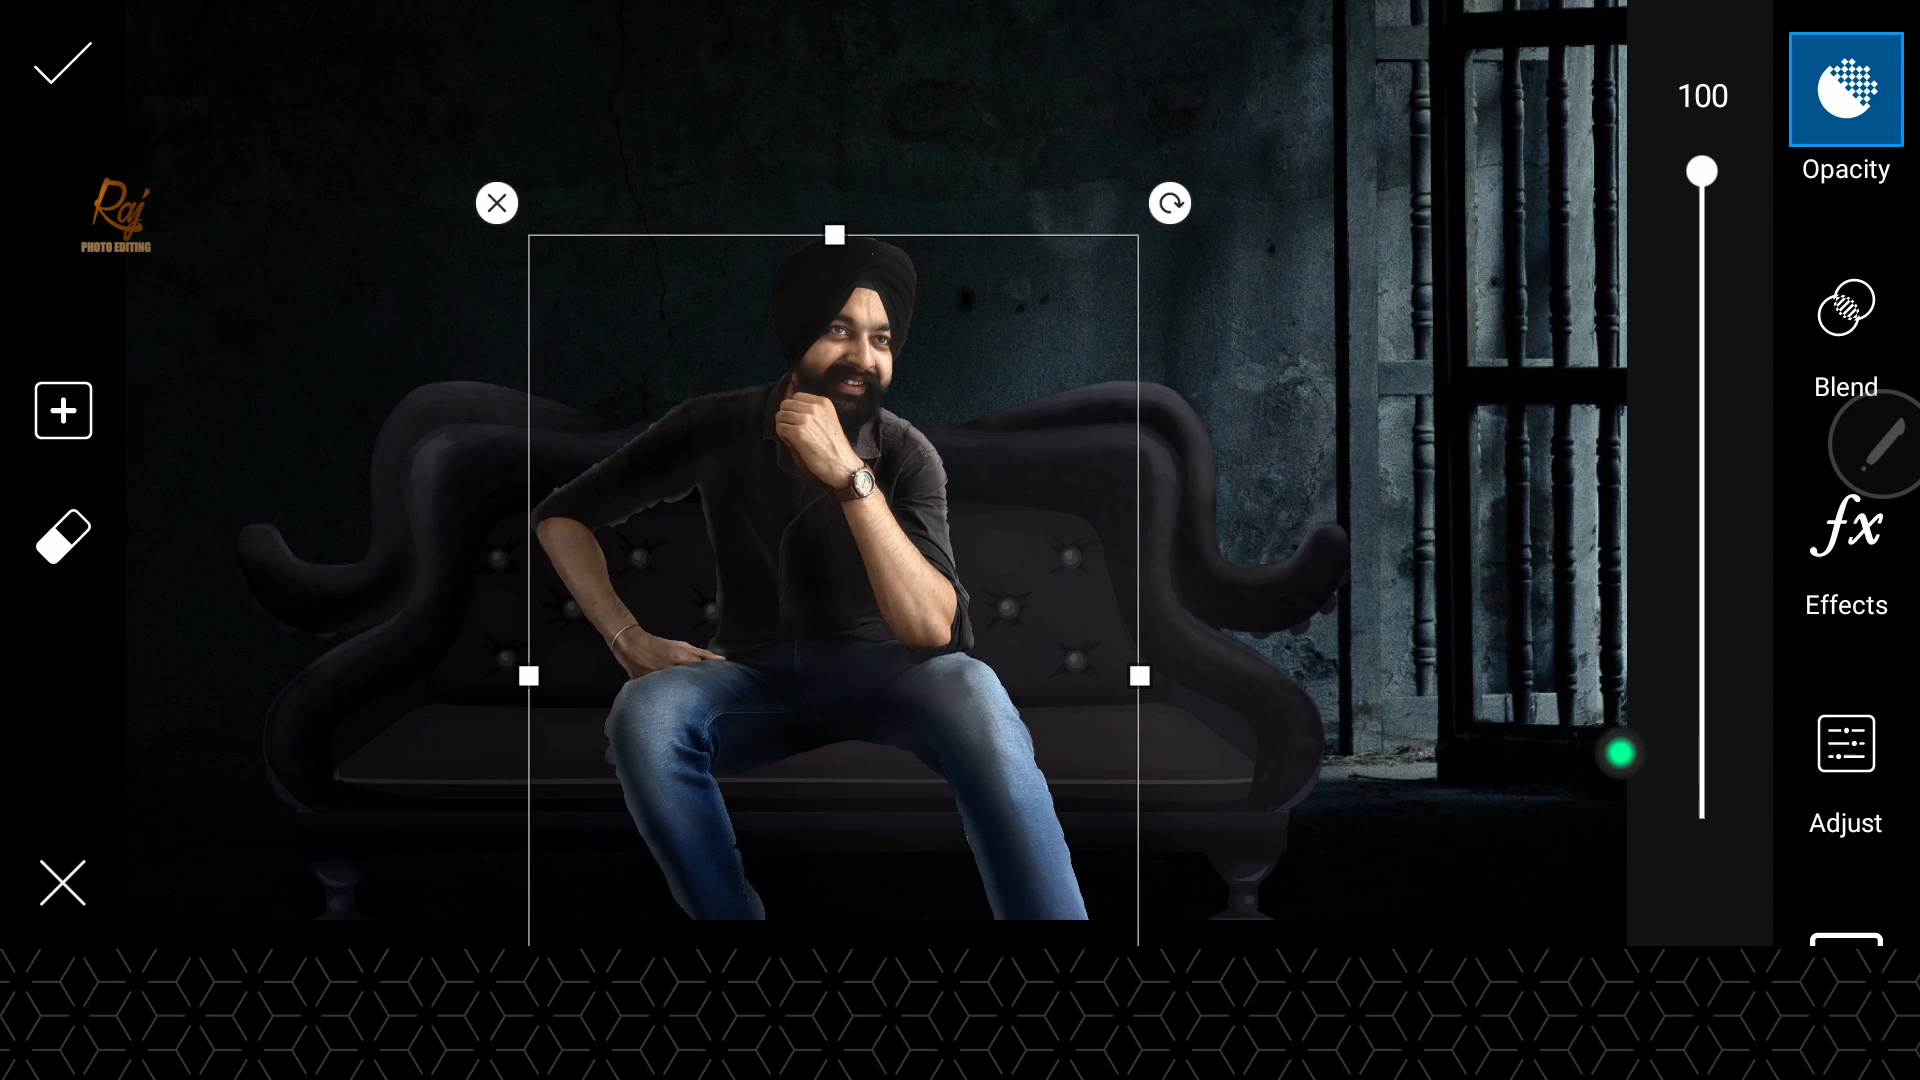 100
Opacity
Raj
PHOTO EDITING
Blend
fx
Effects
Adjust